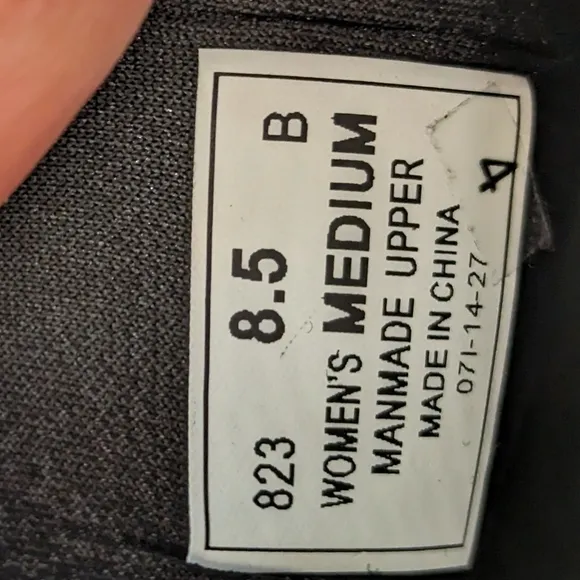 823 8.5 B
WOMEN'S MEDIUM
MANMADE UPPER
MADE IN CHINA
071-14-27
4